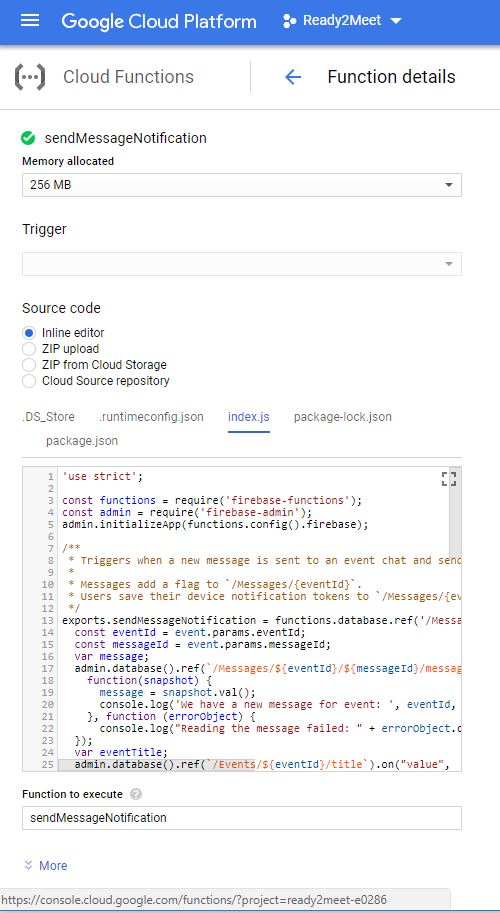 Google Cloud Platform Ready2Meet
Cloud Functions Function details
sendMessageNotification
Memory allocated
256 MB
Trigger
Source code
Inline editor
ZIP upload
ZIP from Cloud Storage
Cloud Source repository
.DS_Store .runtimeconfig.json index.js package-lock.json
package.json
1 'use strict';
2
3 const functions = require('firebase-functions');
4 const admin = require('firebase-admin');
5 admin.initializeApp(functions.config().firebase);
6
7 /**
8 * Triggers when a new message is sent to an event chat and send
9 *
10 * Messages add a flag to `/Messages/{eventId}`.
11 * Users save their device notification tokens to `/Messages/{ev
12 */
13 exports.sendMessageNotification = functions.database.ref('/Messa
14 const eventId = event.params.eventId;
15 const messageId = event.params.messageId;
16 var message;
17 admin.database().ref(`/Messages/${eventId}/${messageId}/messag
18 function(snapshot) {
19 message = snapshot.val();
20 console.log('We have a new message for event: ', eventId,
21 }, function (errorObject) {
22 console.log("Reading the message failed: " + errorObject.c
23 });
24 var eventTitle;
25 admin.database().ref(`/Events/${eventId}/title`).on("value",
Function to execute ?
sendMessageNotification
More
https://console.cloud.google.com/functions/?project=ready2meet-e0286